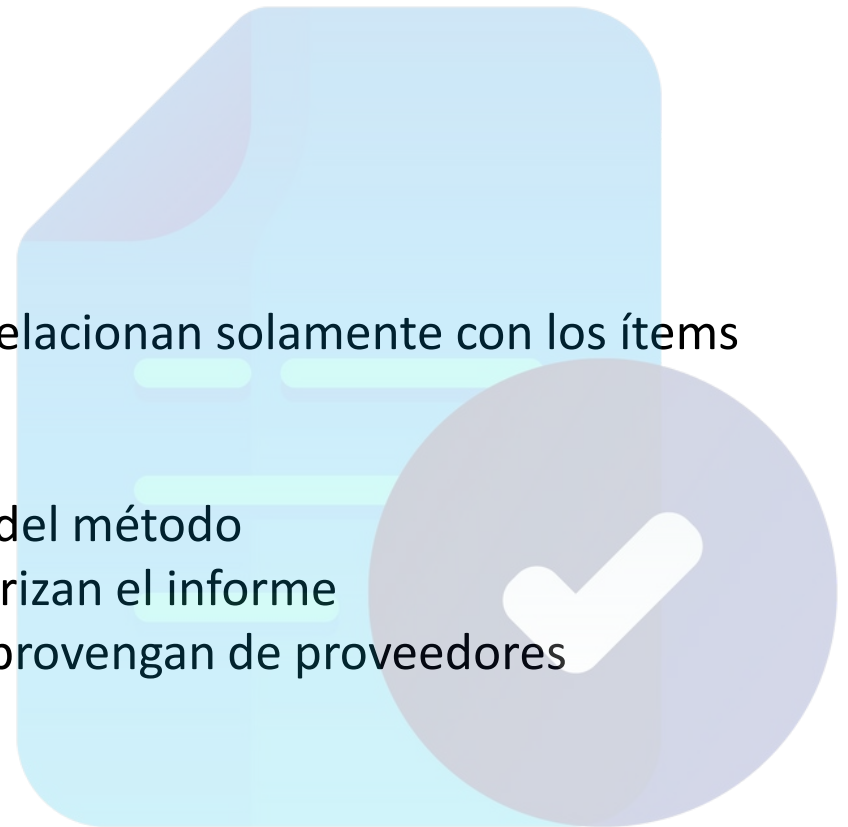 elacionan solamente con los ítems
del método
rizan el informe
provengan de proveedores